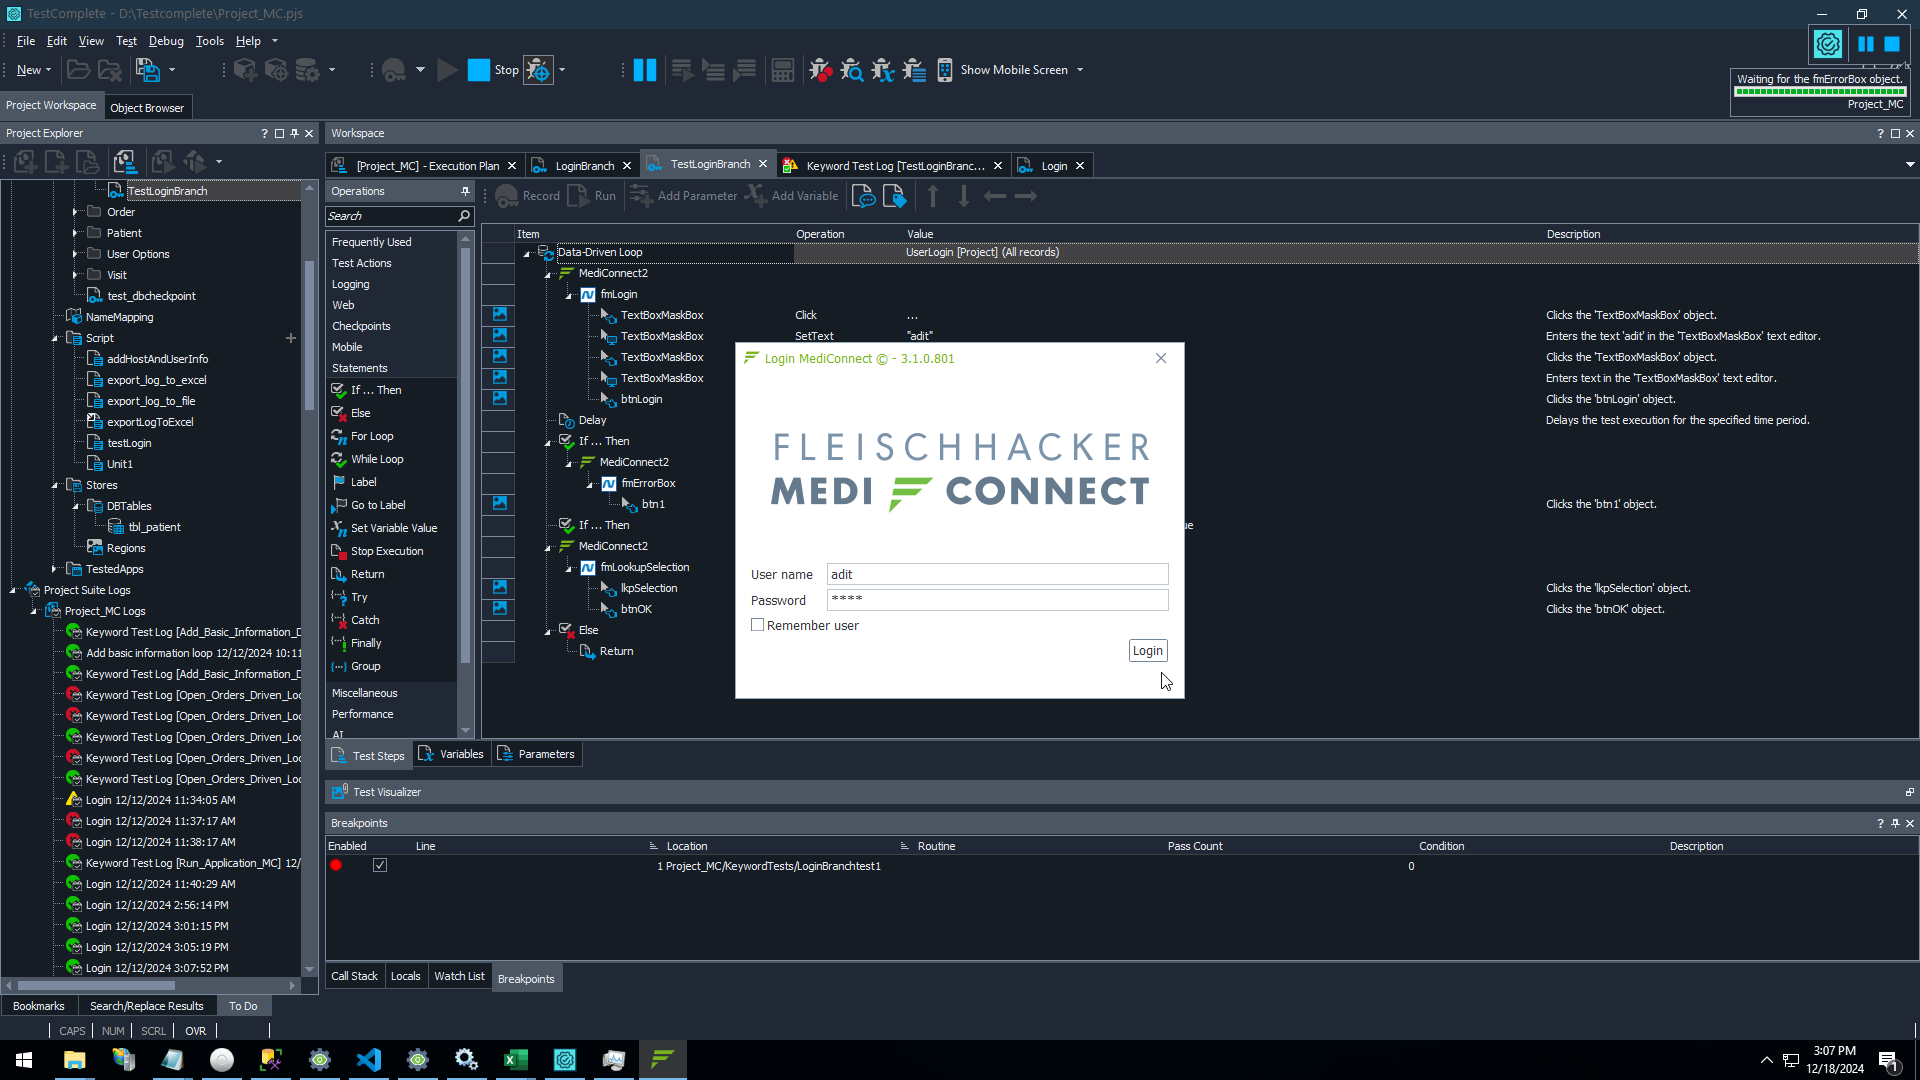 TestComplete - D:\Testcomplete\Project_MC.pjs
File Edit View Test Debug Tools Help
New
Stop
Show Mobile Screen
Waiting for the fmErrorBox object.
Project_MC
Project Workspace
Object Browser
Project Explorer
?
Workspace
?
[Project_MC] - Execution Plan
LoginBranch
TestLoginBranch
Keyword Test Log [TestLoginBranc...
Login
TestLoginBranch
Order
Patient
User Options
Visit
test_dbcheckpoint
NameMapping
Script
addHostAndUserInfo
export_log_to_excel
export_log_to_file
exportLogToExcel
testLogin
Unit1
Stores
DBTables
tbl_patient
Regions
TestedApps
Project Suite Logs
Project_MC Logs
Keyword Test Log [Add_Basic_Information_D
Add basic information loop 12/12/2024 10:11
Keyword Test Log [Add_Basic_Information_D
Keyword Test Log [Open_Orders_Driven_Loo
Keyword Test Log [Open_Orders_Driven_Loo
Keyword Test Log [Open_Orders_Driven_Loo
Keyword Test Log [Open_Orders_Driven_Loo
Keyword Test Log [Open_Orders_Driven_Loo
Login 12/12/2024 11:34:05 AM
Login 12/12/2024 11:37:17 AM
Login 12/12/2024 11:38:17 AM
Keyword Test Log [Run_Application_MC] 12/
Login 12/12/2024 11:40:29 AM
Login 12/12/2024 2:56:14 PM
Login 12/12/2024 3:01:15 PM
Login 12/12/2024 3:05:19 PM
Login 12/12/2024 3:07:52 PM
Operations
Search
Frequently Used
Test Actions
Logging
Web
Checkpoints
Mobile
Statements
If ... Then
Else
For Loop
While Loop
Label
Go to Label
Set Variable Value
Stop Execution
Return
Try
Catch
Finally
Group
Miscellaneous
Performance
AI
Record Run Add Parameter Add Variable
Item Operation Value Description
Data-Driven Loop UserLogin [Project] (All records)
MediConnect2
fmLogin
TextBoxMaskBox Click ... Clicks the 'TextBoxMaskBox' object.
TextBoxMaskBox SetText "adit" Enters the text 'adit' in the 'TextBoxMaskBox' text editor.
TextBoxMaskBox Clicks the 'TextBoxMaskBox' object.
TextBoxMaskBox Enters text in the 'TextBoxMaskBox' text editor.
btnLogin Clicks the 'btnLogin' object.
Delay Delays the test execution for the specified time period.
If ... Then
MediConnect2
fmErrorBox
btn1 Clicks the 'btn1' object.
If ... Then ue
MediConnect2
fmLookupSelection
lkpSelection Clicks the 'lkpSelection' object.
btnOK Clicks the 'btnOK' object.
Else
Return
Login MediConnect © - 3.1.0.801
FLEISCHHACKER
MEDI CONNECT
User name adit
Password ****
Remember user
Login
Test Steps Variables Parameters
Test Visualizer
Breakpoints
?
Enabled Line Location Routine Pass Count Condition Description
1 Project_MC/KeywordTests/LoginBranchtest1 0
Call Stack Locals Watch List Breakpoints
Bookmarks Search/Replace Results To Do
CAPS NUM SCRL OVR
3:07 PM
12/18/2024
1